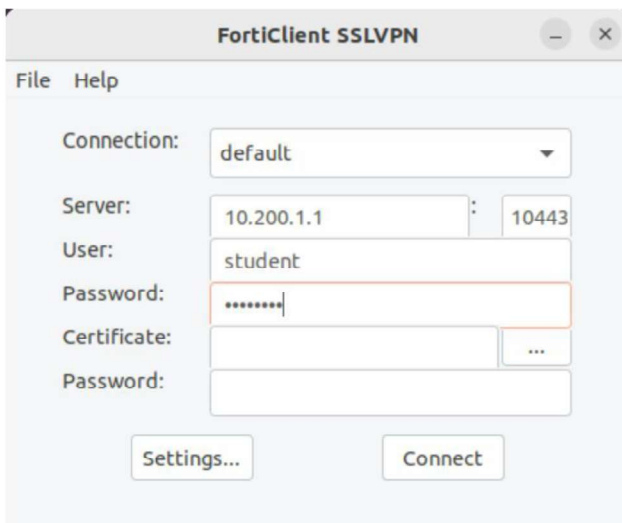 FortiClient SSLVPN
File Help
Connection: default
Server: 10.200.1.1 : 10443
User: student
Password: ••••••••
Certificate: ...
Password:
Settings... Connect